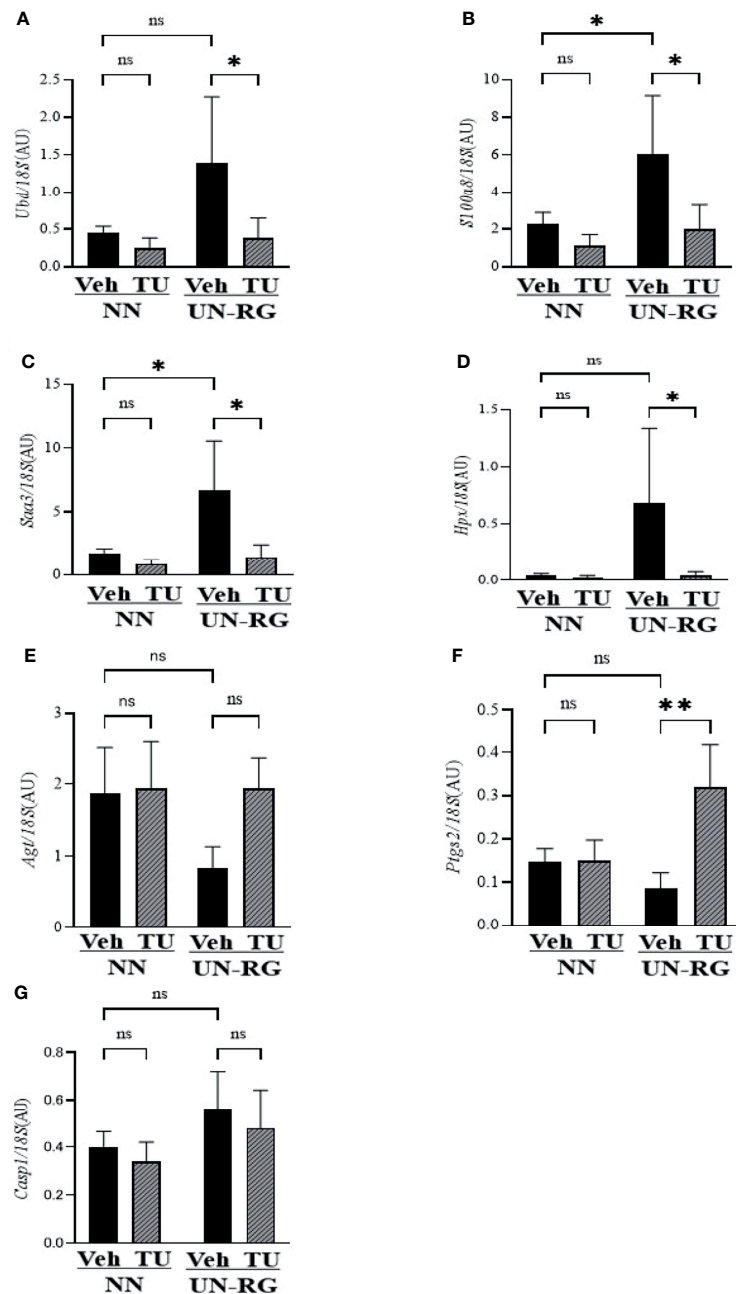 A
ns
ns
*
2.5
2.0
1.5
1.0
0.5
0.0
Ubd/18S(AU)
Veh TU Veh TU
NN UN-RG
B
*
ns
*
10
8
6
4
2
0
S100a8/18S(AU)
Veh TU Veh TU
NN UN-RG
C
*
ns
*
15
10
5
0
Saa3/18S(AU)
Veh TU Veh TU
NN UN-RG
D
ns
ns
*
1.5
1.0
0.5
0.0
Hpx/18S(AU)
Veh TU Veh TU
NN UN-RG
E
ns
ns
ns
3
2
1
0
Agt/18S(AU)
Veh TU Veh TU
NN UN-RG
F
ns
ns
**
0.5
0.4
0.3
0.2
0.1
0.0
Ptgs2/18S(AU)
Veh TU Veh TU
NN UN-RG
G
ns
ns
ns
0.8
0.6
0.4
0.2
0.0
Casp1/18S(AU)
Veh TU Veh TU
NN UN-RG